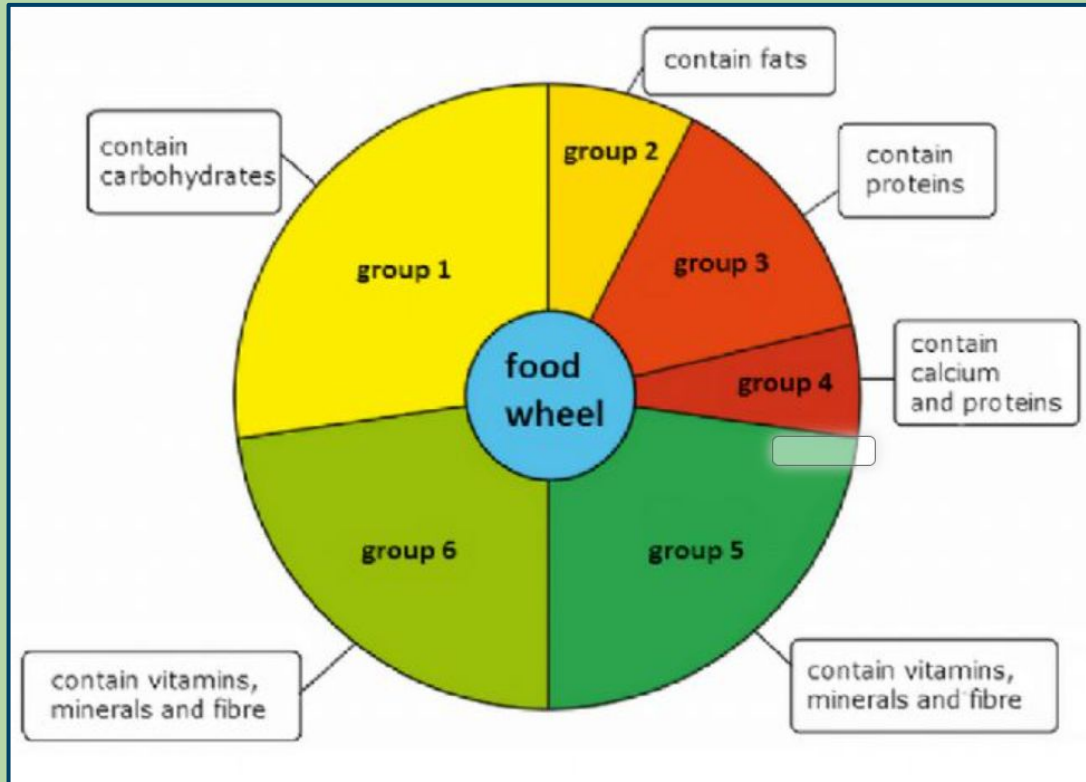 contain fats
contain
carbohydrates
group 2
contain
proteins
group 1
group 3
food
wheel
contain
calcium
and proteins
group 4
group 6
group 5
contain vitamins,
minerals and fibre
contain vitamins,
minerals and fibre